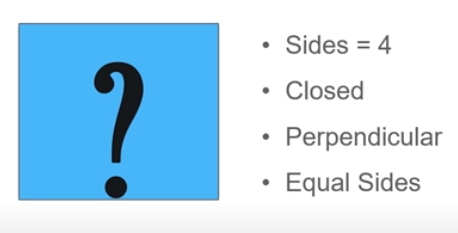 ?
• Sides = 4
• Closed
• Perpendicular
• Equal Sides